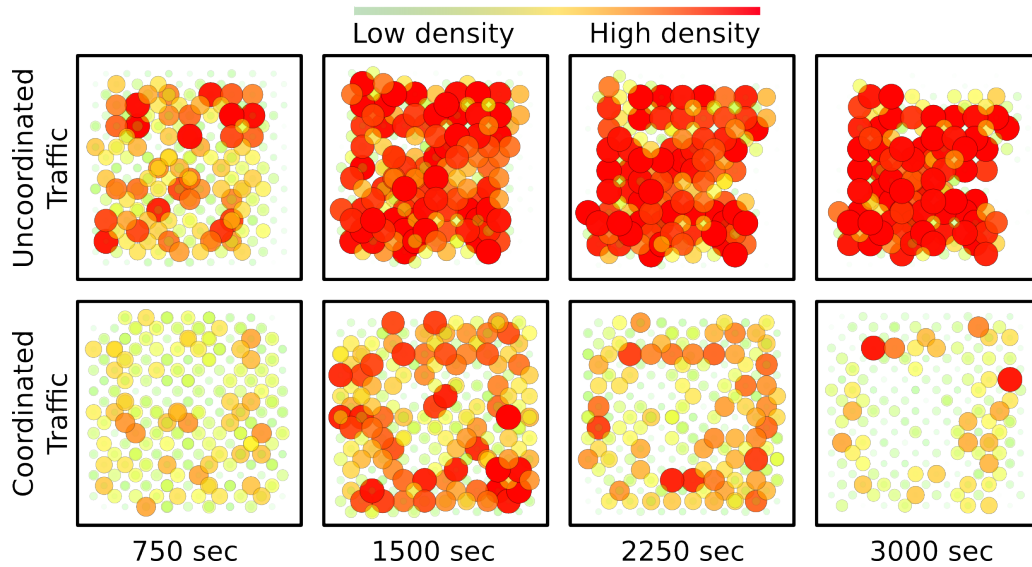 Low density High density
Uncoordinated
Traffic
Coordinated
Traffic
750 sec 1500 sec 2250 sec 3000 sec